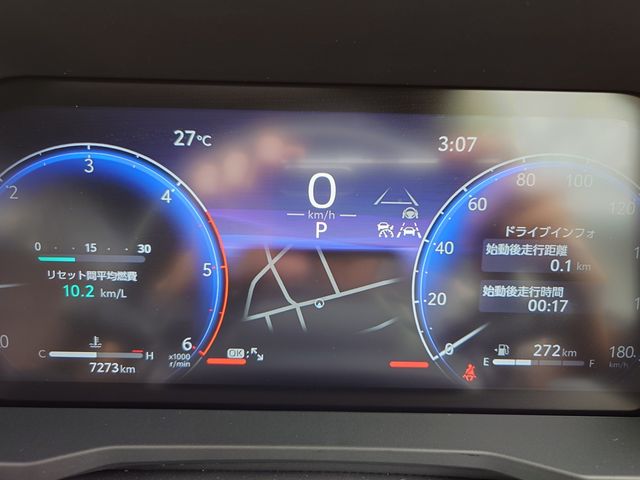 27℃
3:07
2
3
4
5
6
0
x1000
r/min
0 15 30
リセット間平均燃費
10.2 km/L
C H
7273km
0
km/h
P
OK
0
20
40
60
80
100
120
180
km/h
ドライブインフォ
始動後走行距離
0.1 km
始動後走行時間
00:17
272 km
E F